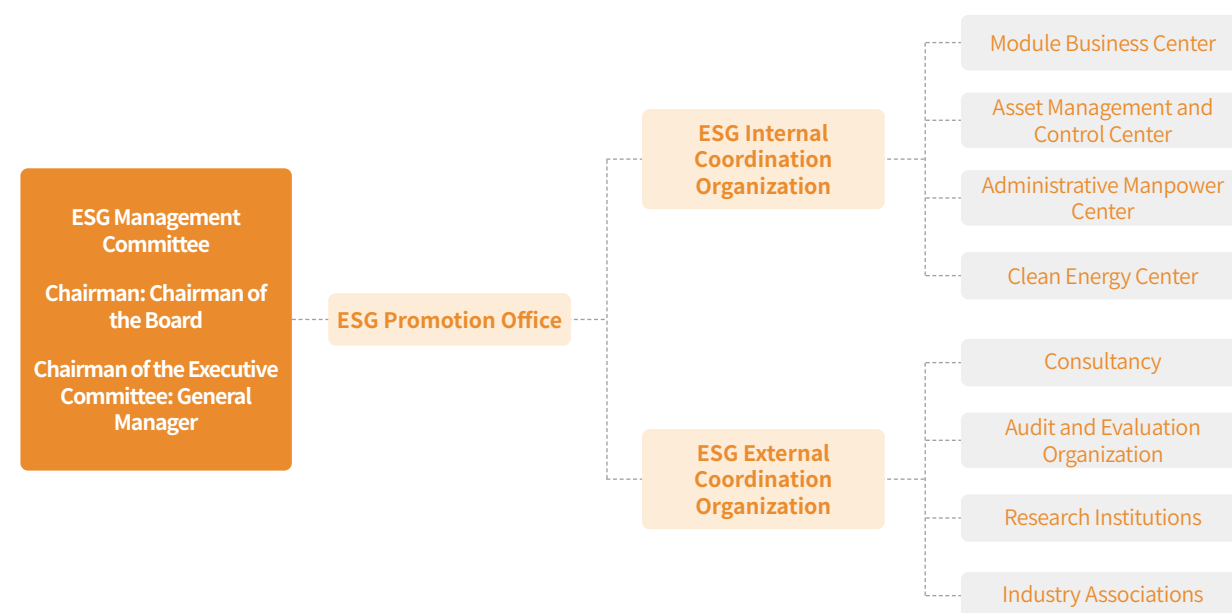 ESG Management
Committee
Chairman: Chairman of
the Board
Chairman of the Executive
Committee: General
Manager
ESG Promotion Office
ESG Internal
Coordination
Organization
Module Business Center
Asset Management and
Control Center
Administrative Manpower
Center
Clean Energy Center
ESG External
Coordination
Organization
Consultancy
Audit and Evaluation
Organization
Research Institutions
Industry Associations